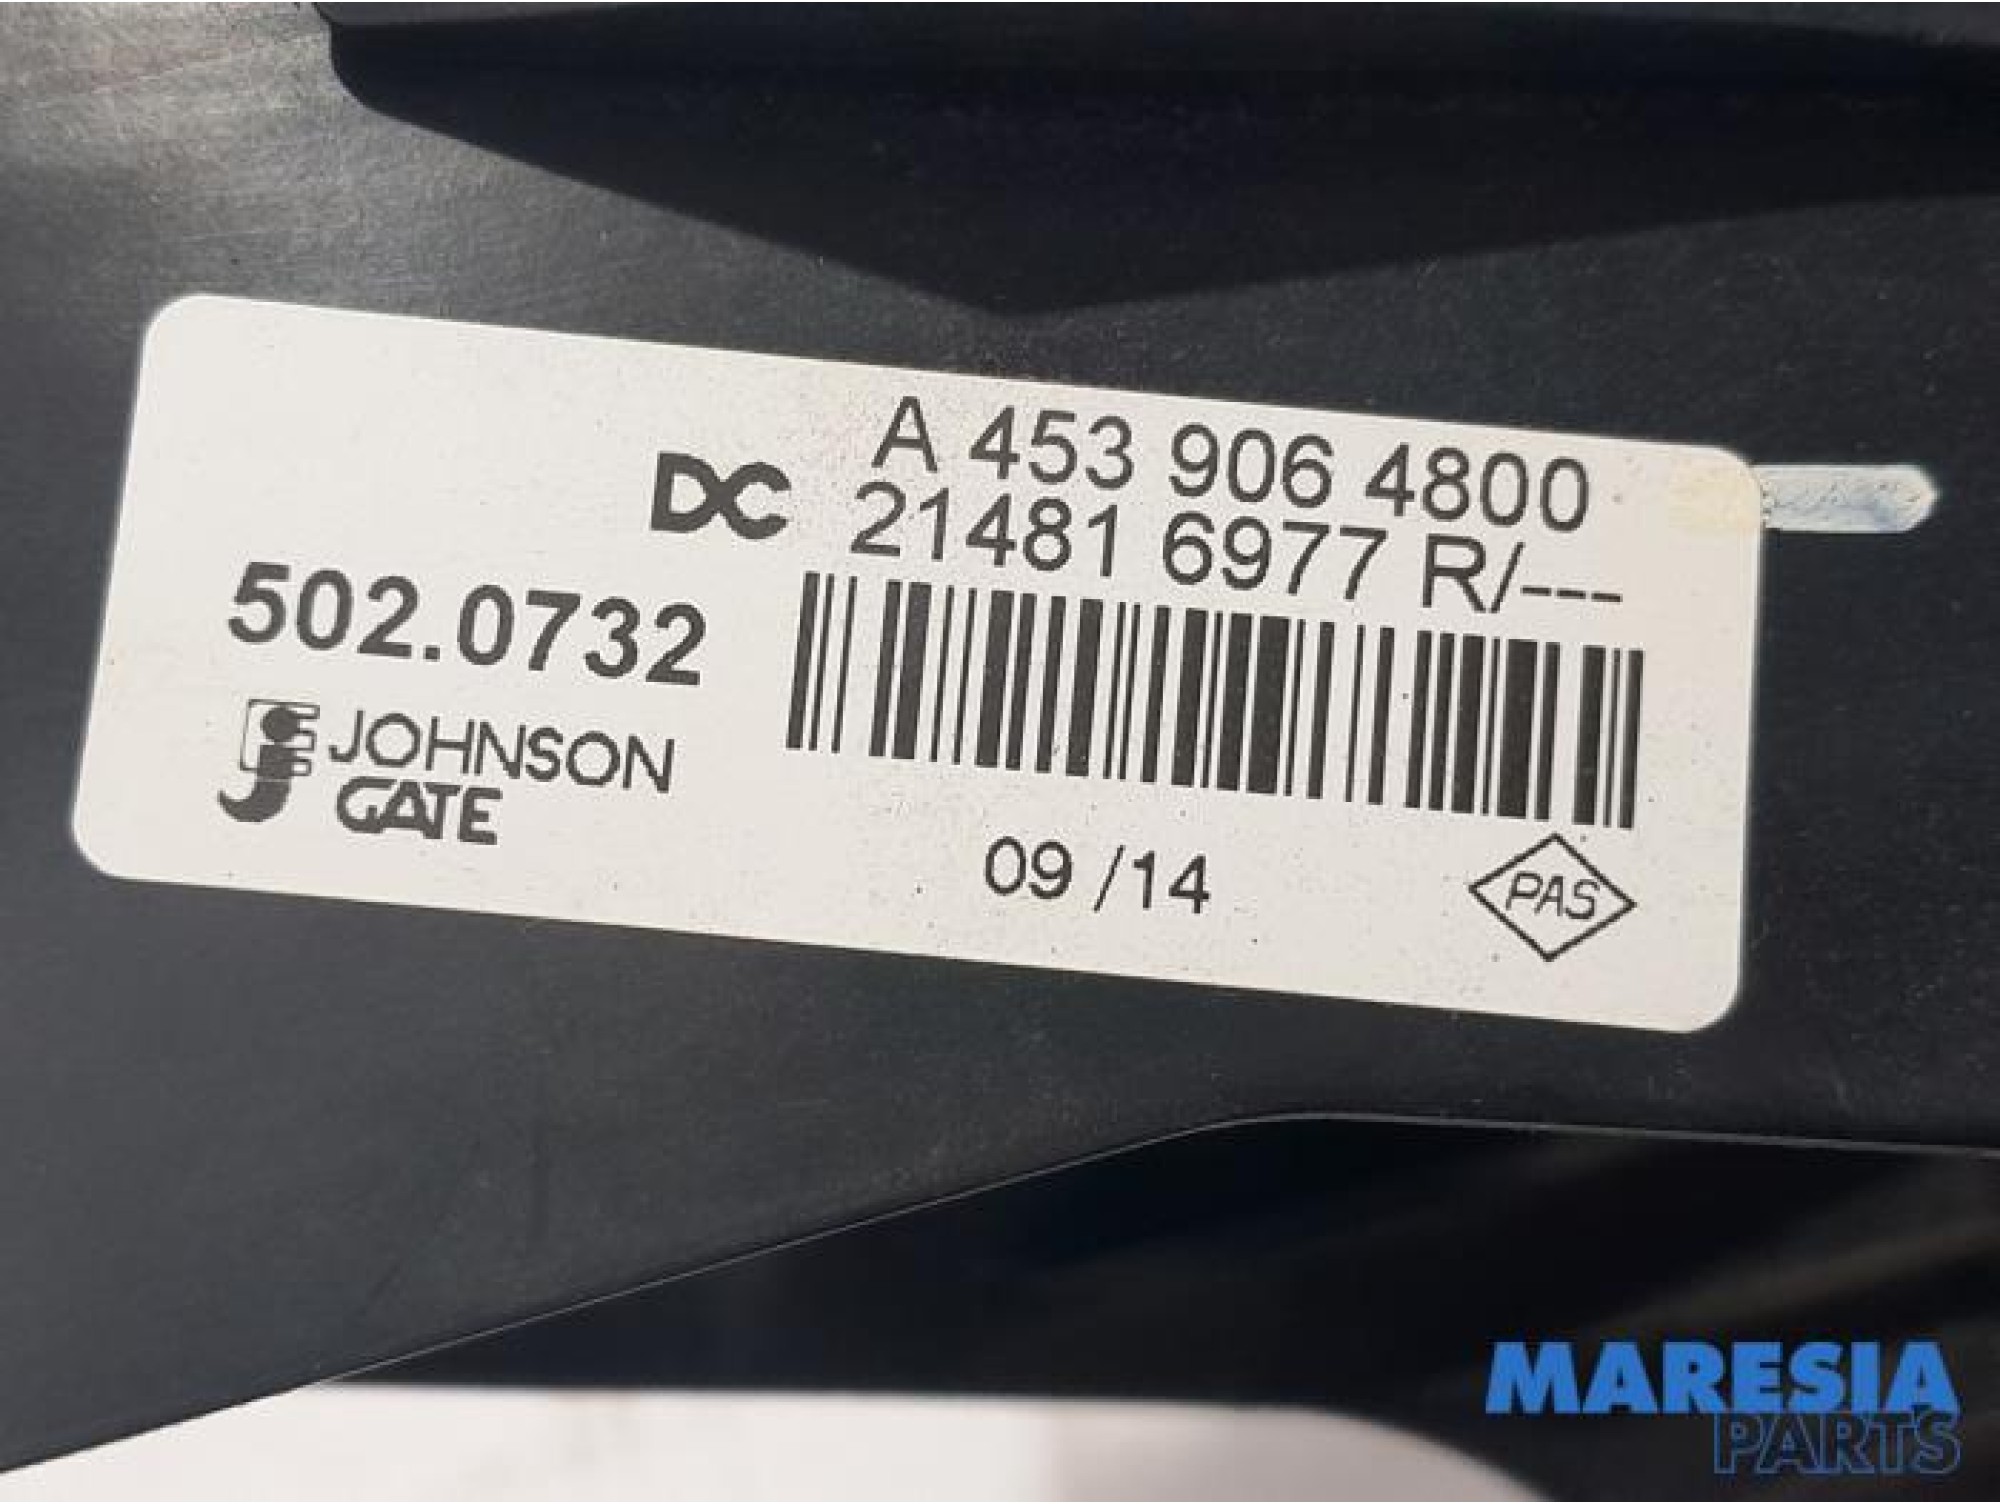 A 453 906 4800
DC 21481 6977 R/---
502.0732
JOHNSON
GATE
09 /14
PAS
MARESIA
PARTS